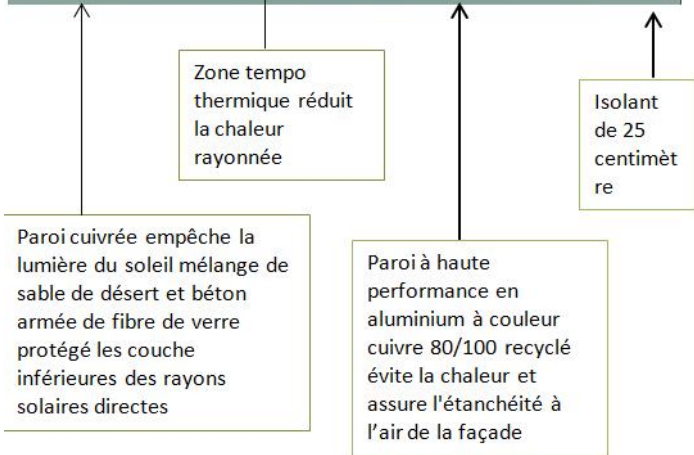 Zone tempo
thermique réduit
la chaleur
rayonnée
Isolant
de 25
centimèt
re
Paroi cuivrée empêche la
lumière du soleil mélange de
sable de désert et béton
armée de fibre de verre
protégé les couche
inférieures des rayons
solaires directes
Paroi à haute
performance en
aluminium à couleur
cuivre 80/100 recyclé
évite la chaleur et
assure l'étanchéité à
l’air de la façade